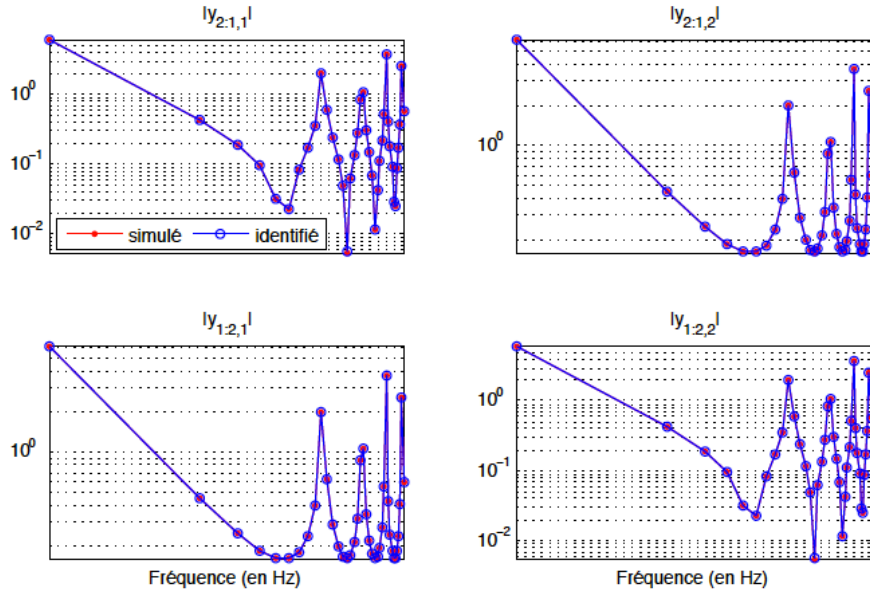 |y2:1,1|
10^0
10^-1
10^-2
simulé
identifié
|y2:1,2|
10^0
|y1:2,1|
10^0
Fréquence (en Hz)
|y1:2,2|
10^0
10^-1
10^-2
Fréquence (en Hz)